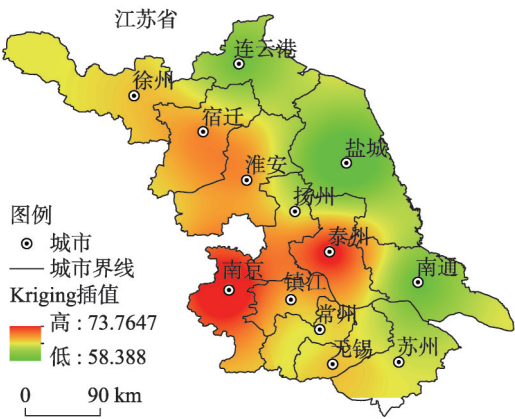 江苏省
连云港
徐州
宿迁
盐城
淮安
扬州
泰州
南京
镇江
南通
常州
无锡
苏州
图例
城市
城市界线
Kriging插值
高 : 73.7647
低 : 58.388
0 90 km